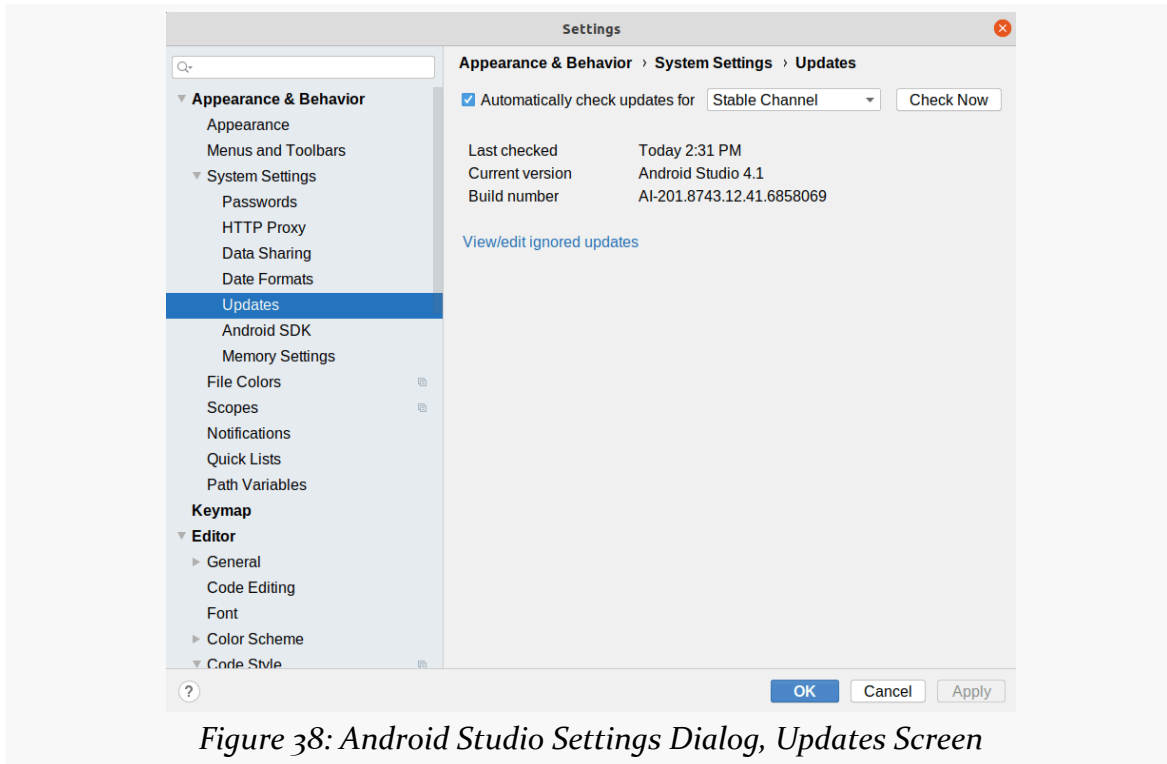 Settings
Appearance & Behavior › System Settings › Updates
Appearance & Behavior
Appearance
Menus and Toolbars
System Settings
Passwords
HTTP Proxy
Data Sharing
Date Formats
Updates
Android SDK
Memory Settings
File Colors
Scopes
Notifications
Quick Lists
Path Variables
Keymap
Editor
General
Code Editing
Font
Color Scheme
Code Style
Automatically check updates for Stable Channel Check Now
Last checked Today 2:31 PM
Current version Android Studio 4.1
Build number AI-201.8743.12.41.6858069
View/edit ignored updates
? OK Cancel Apply
Figure 38: Android Studio Settings Dialog, Updates Screen